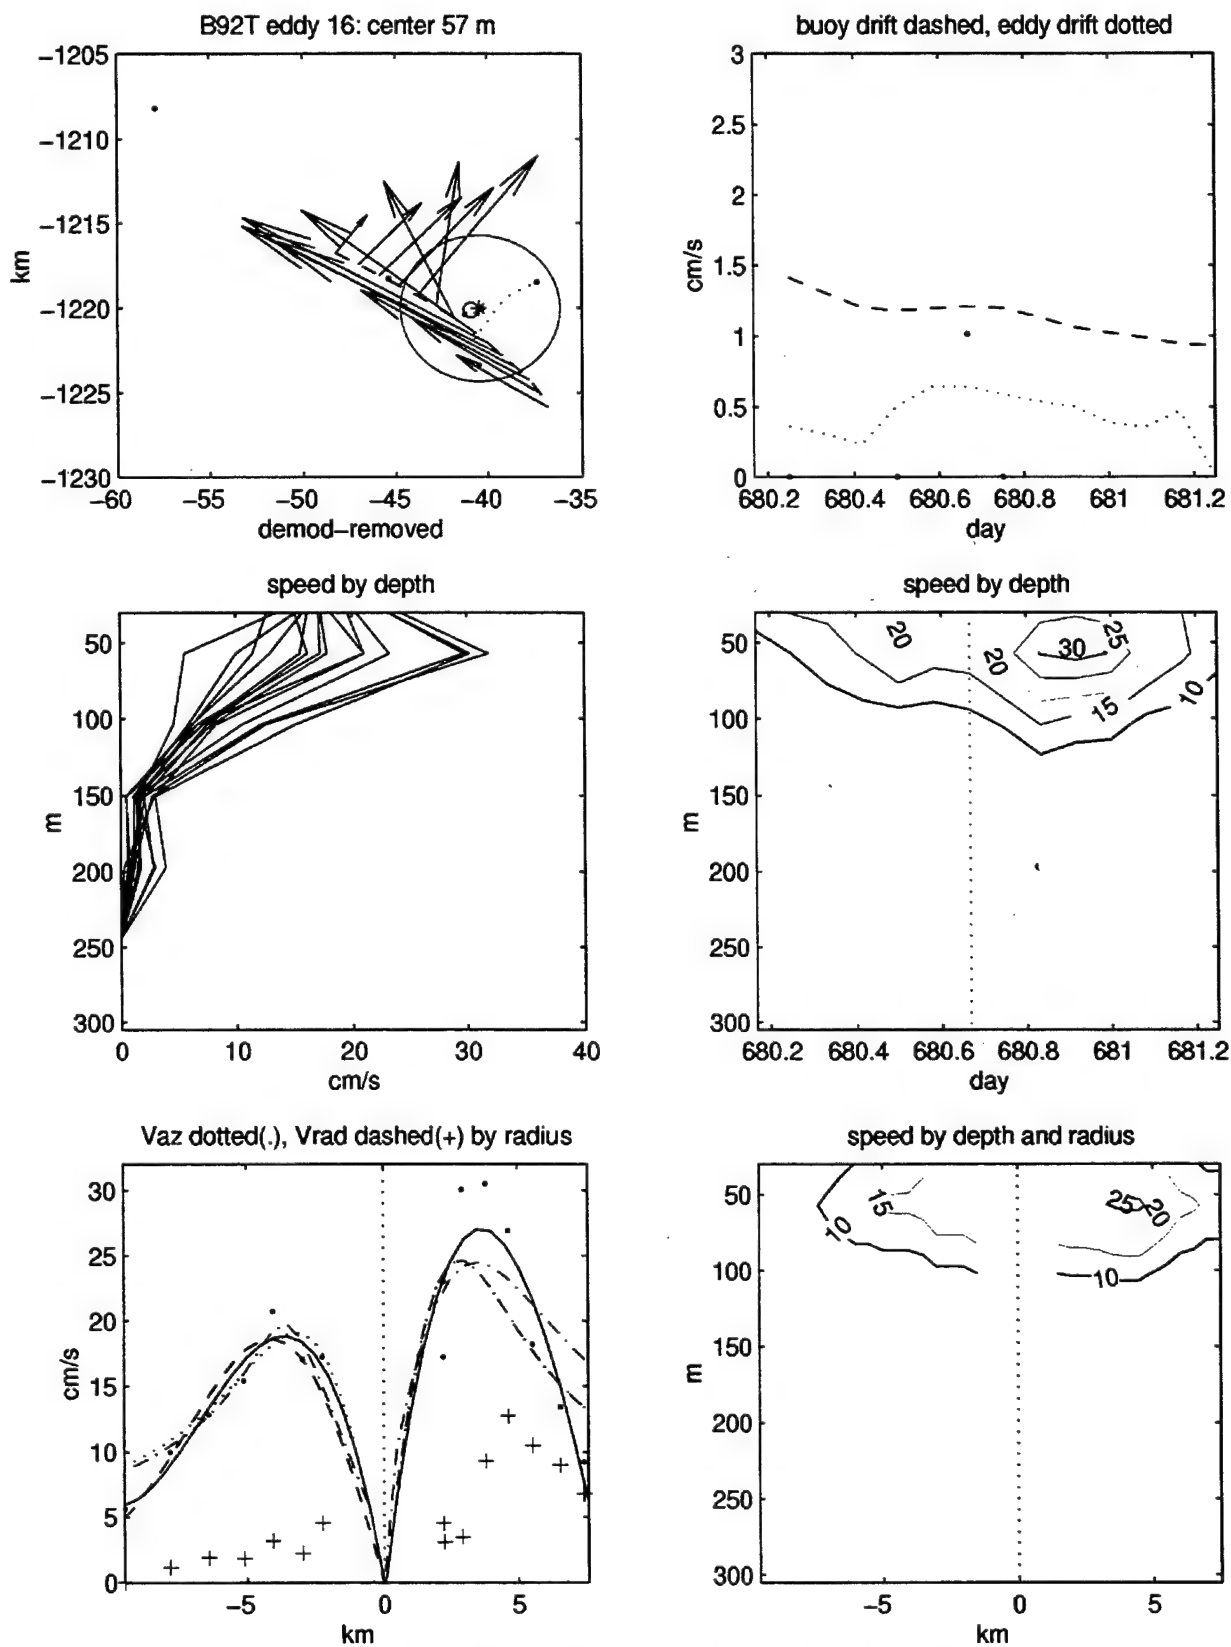 B92T eddy 16: center 57 m
−1205
−1210
−1215
−1220
−1225
−1230
km
−60 −55 −50 −45 −40 −35
demod−removed
buoy drift dashed, eddy drift dotted
3
2.5
2
1.5
1
0.5
0
cm/s
680.2 680.4 680.6 680.8 681 681.2
day
speed by depth
50
100
150
200
250
300
m
0 10 20 30 40
cm/s
speed by depth
50
100
150
200
250
300
m
20
20
30
25
15
10
680.2 680.4 680.6 680.8 681 681.2
day
Vaz dotted(.), Vrad dashed(+) by radius
30
25
20
15
10
5
0
cm/s
−5 0 5
km
speed by depth and radius
50
100
150
200
250
300
m
15
10
25
20
10
−5 0 5
km